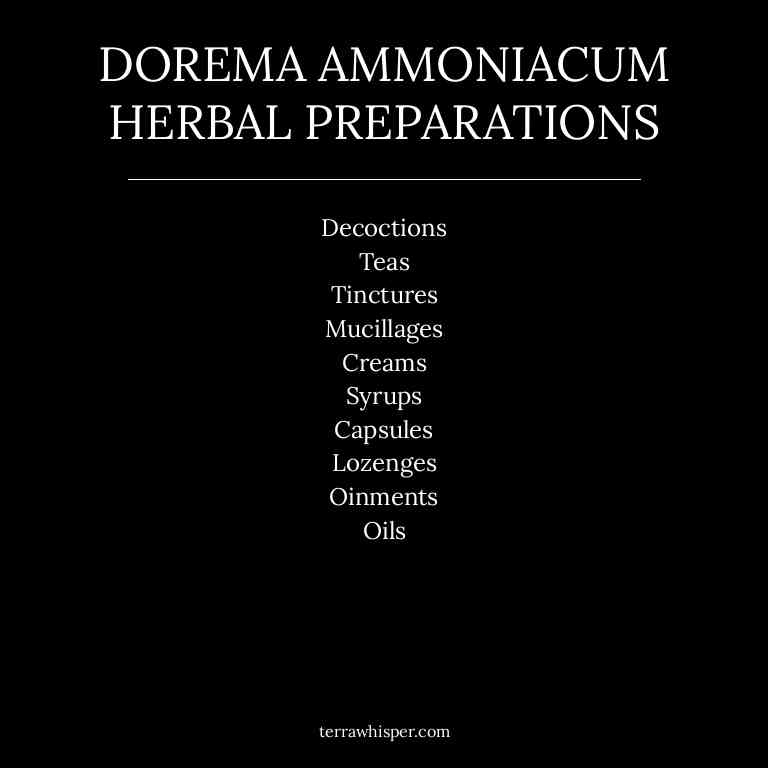 DOREMA AMMONIACUM
HERBAL PREPARATIONS
Decoctions
Teas
Tinctures
Mucillages
Creams
Syrups
Capsules
Lozenges
Oinments
Oils
terrawhisper.com